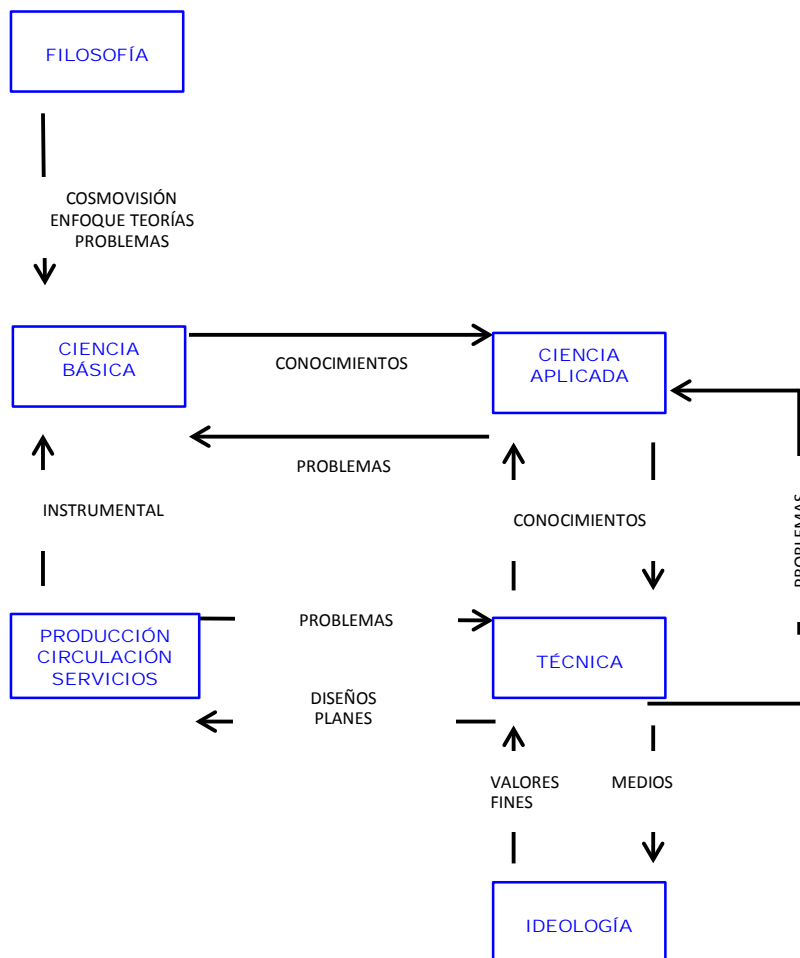 FILOSOFÍA
COSMOVISIÓN
ENFOQUE TEORÍAS
PROBLEMAS
CIENCIA
BÁSICA
CONOCIMIENTOS
CIENCIA
APLICADA
PROBLEMAS
INSTRUMENTAL
CONOCIMIENTOS
PROBLEMAS
PRODUCCIÓN
CIRCULACIÓN
SERVICIOS
PROBLEMAS
TÉCNICA
DISEÑOS
PLANES
VALORES
FINES
MEDIOS
IDEOLOGÍA